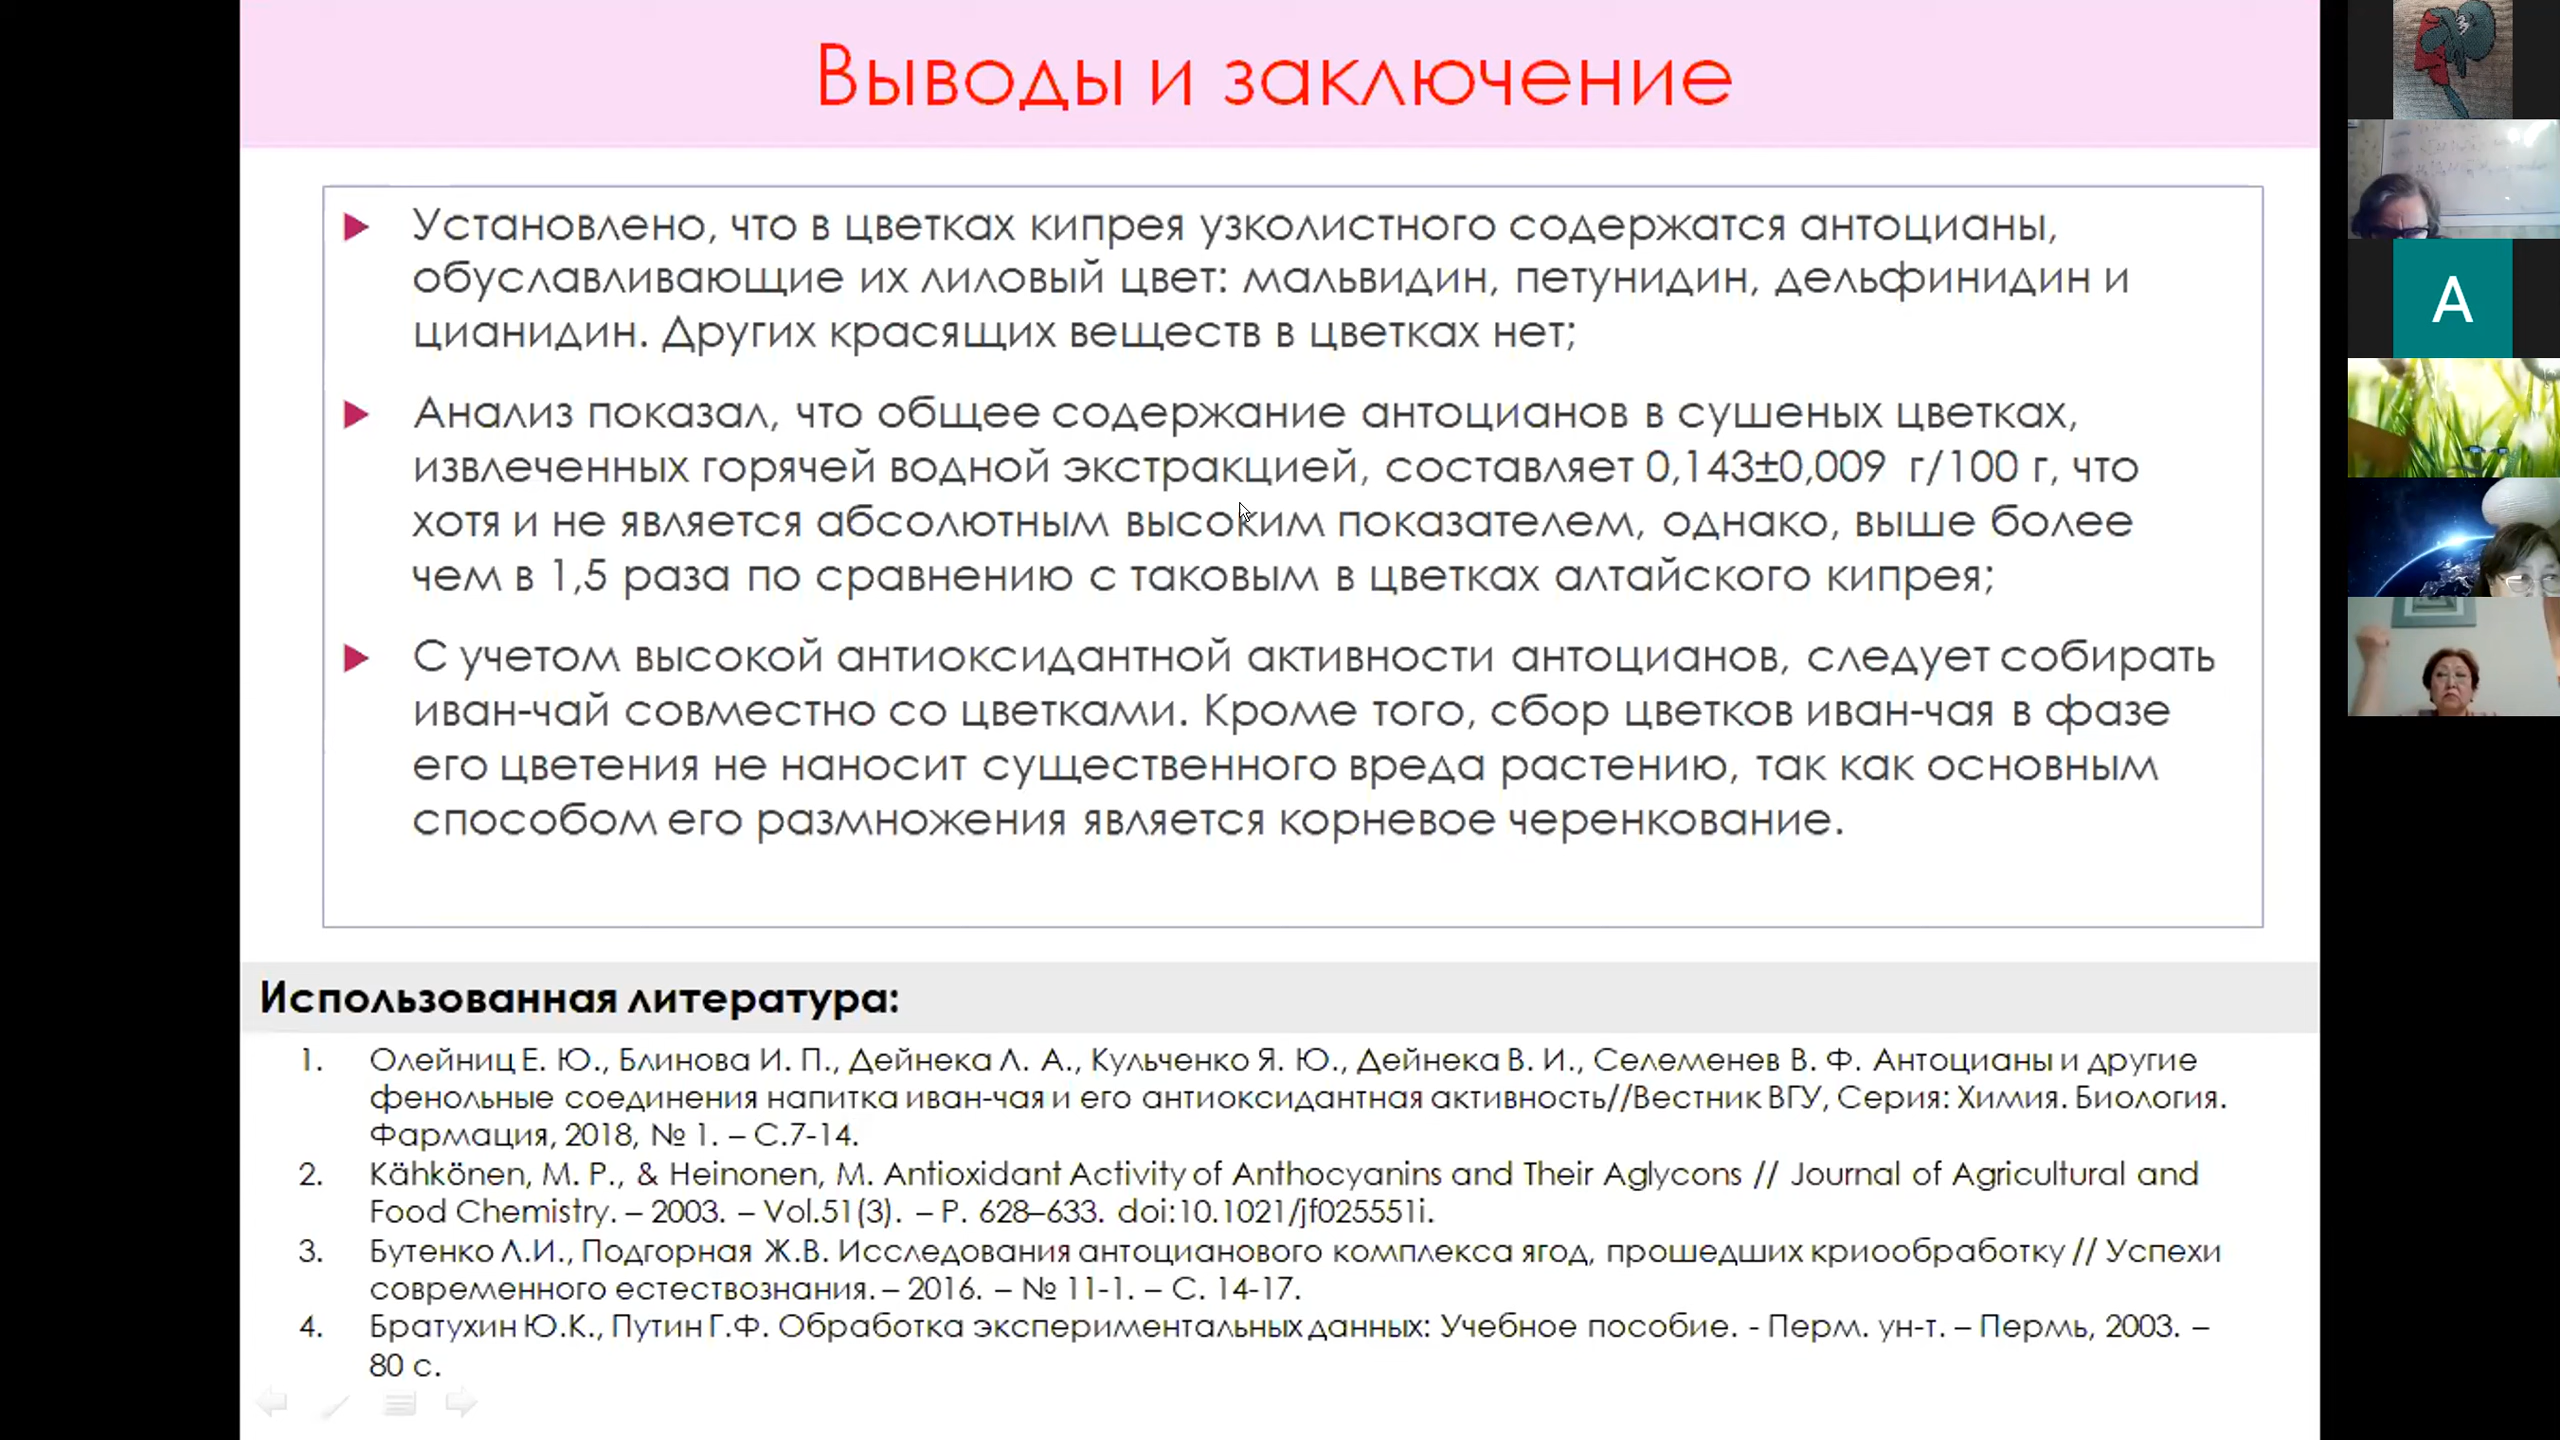 Выводы и заключение
Установлено, что в цветках кипрея узколистного содержатся антоцианы,
обуславливающие их лиловый цвет: мальвидин, петунидин, дельфинидин и
цианидин. Других красящих веществ в цветках нет;
Анализ показал, что общее содержание антоцианов в сушеных цветках,
извлеченных горячей водной экстракцией, составляет 0,143±0,009 г/100 г, что
хотя и не является абсолютным высоким показателем, однако, выше более
чем в 1,5 раза по сравнению с таковым в цветках алтайского кипрея;
С учетом высокой антиоксидантной активности антоцианов, следует собирать
иван-чай совместно со цветками. Кроме того, сбор цветков иван-чая в фазе
его цветения не наносит существенного вреда растению, так как основным
способом его размножения является корневое черенкование.
Использованная литература:
1. Олейниц Е. Ю., Блинова И. П., Дейнека Л. А., Кульченко Я. Ю., Дейнека В. И., Селеменев В. Ф. Антоцианы и другие
фенольные соединения напитка иван-чая и его антиоксидантная активность//Вестник ВГУ, Серия: Химия. Биология.
Фармация, 2018, № 1. – С.7-14.
2. Kähkönen, M. P., & Heinonen, M. Antioxidant Activity of Anthocyanins and Their Aglycons // Journal of Agricultural and
Food Chemistry. – 2003. – Vol.51(3). – P. 628–633. doi:10.1021/jf025551i.
3. Бутенко Л.И., Подгорная Ж.В. Исследования антоцианового комплекса ягод, прошедших криообработку // Успехи
современного естествознания. – 2016. – № 11-1. – С. 14-17.
4. Братухин Ю.К., Путин Г.Ф. Обработка экспериментальных данных: Учебное пособие. - Перм. ун-т. – Пермь, 2003. –
80 с.
A